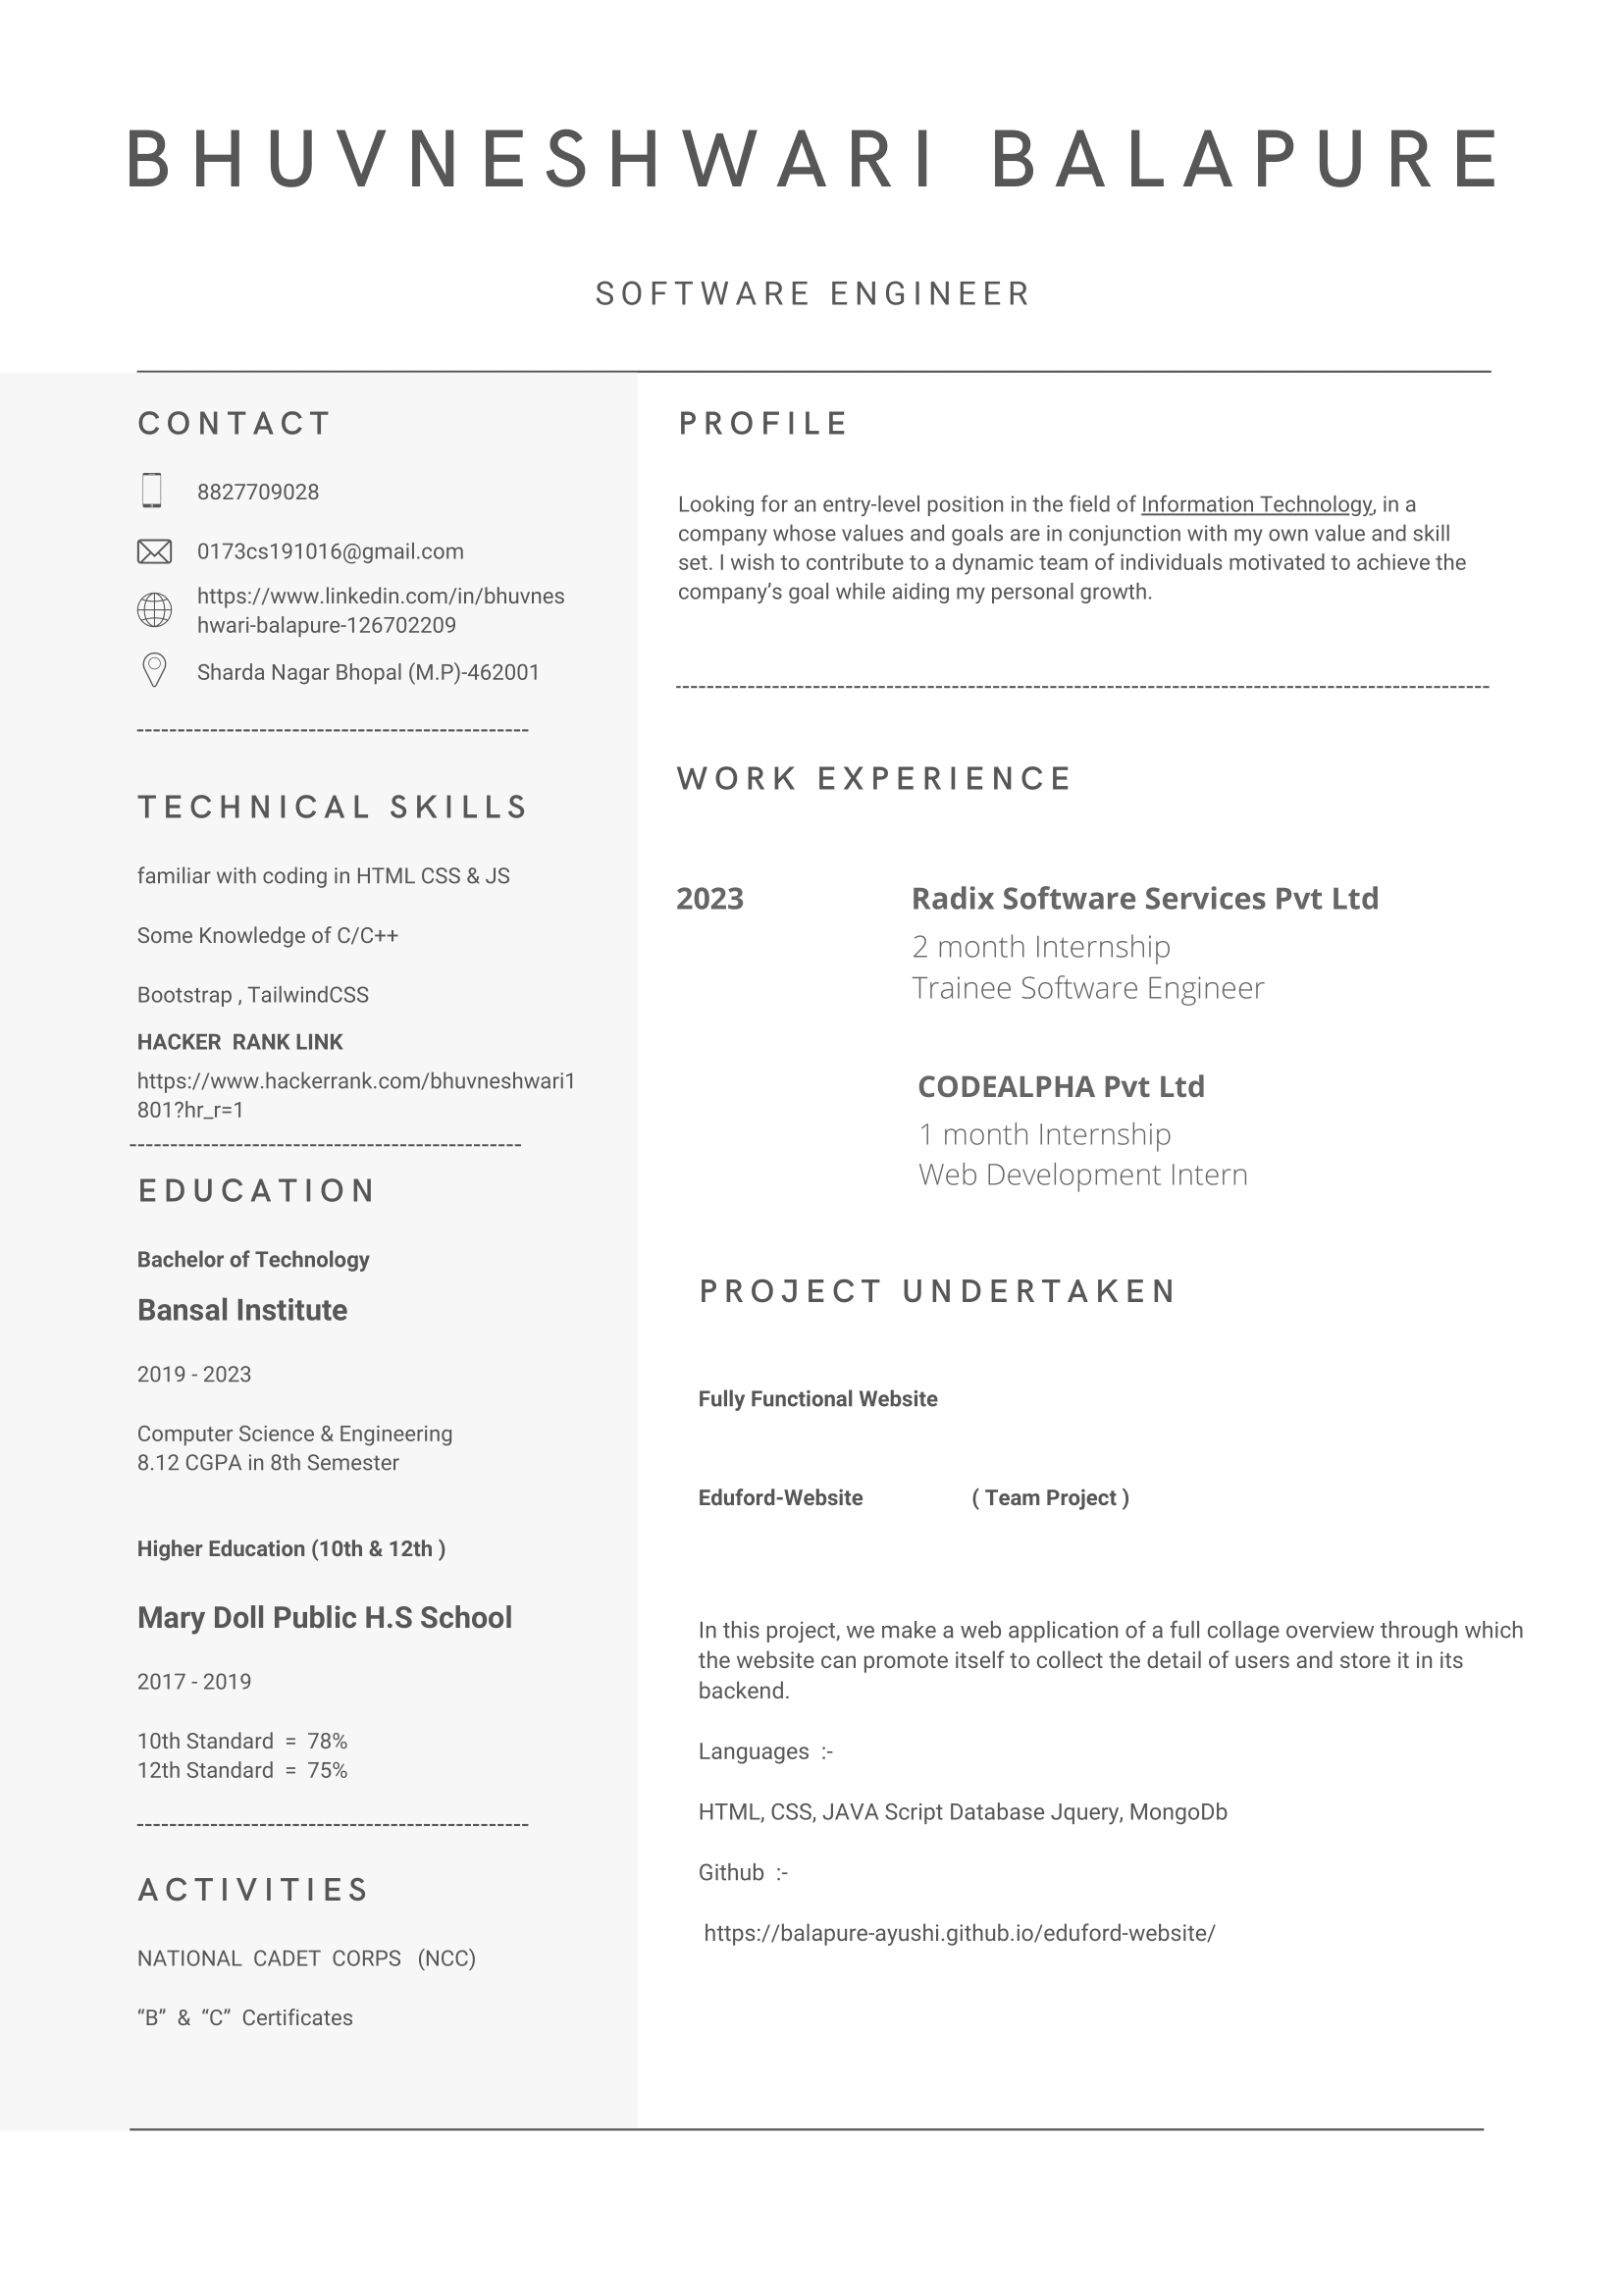 BHUVNESHWARI BALAPURE
SOFTWARE ENGINEER
CONTACT
8827709028
0173cs191016@gmail.com
https://www.linkedin.com/in/bhuvnes
hwari-balapure-126702209
Sharda Nagar Bhopal (M.P)-462001
TECHNICAL SKILLS
familiar with coding in HTML CSS & JS
Some Knowledge of C/C++
Bootstrap , TailwindCSS
HACKER  RANK LINK
https://www.hackerrank.com/bhuvneshwari1
801?hr_r=1
EDUCATION
Bachelor of Technology
Bansal Institute
2019 - 2023
Computer Science & Engineering
8.12 CGPA in 8th Semester
Higher Education (10th & 12th )
Mary Doll Public H.S School
2017 - 2019
10th Standard  =  78%
12th Standard  =  75%
ACTIVITIES
NATIONAL  CADET  CORPS   (NCC)
“B”  &  “C”  Certificates
PROFILE
Looking for an entry-level position in the field of Information Technology, in a
company whose values and goals are in conjunction with my own value and skill
set. I wish to contribute to a dynamic team of individuals motivated to achieve the
company’s goal while aiding my personal growth.
WORK EXPERIENCE
2023 Radix Software Services Pvt Ltd
2 month Internship
Trainee Software Engineer
CODEALPHA Pvt Ltd
1 month Internship
Web Development Intern
PROJECT UNDERTAKEN
Fully Functional Website
Eduford-Website ( Team Project )
In this project, we make a web application of a full collage overview through which
the website can promote itself to collect the detail of users and store it in its
backend.
Languages  :-
HTML, CSS, JAVA Script Database Jquery, MongoDb
Github  :-
https://balapure-ayushi.github.io/eduford-website/